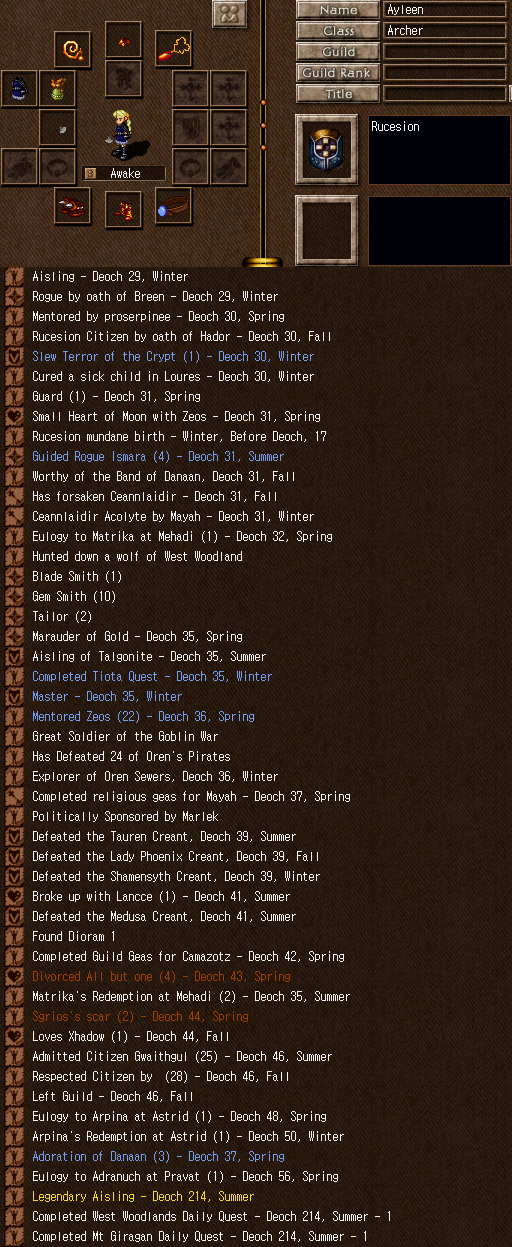 Name Ayleen
Class Archer
Guild
Guild Rank
Title
Rucesion
Awake
Aisling - Deoch 29, Winter
Rogue by oath of Breen - Deoch 29, Winter
Mentored by proserpinee - Deoch 30, Spring
Rucesion Citizen by oath of Hador - Deoch 30, Fall
Slew Terror of the Crypt (1) - Deoch 30, Winter
Cured a sick child in Loures - Deoch 30, Winter
Guard (1) - Deoch 31, Spring
Small Heart of Moon with Zeos - Deoch 31, Spring
Rucesion mundane birth - Winter, Before Deoch, 17
Guided Rogue Ismara (4) - Deoch 31, Summer
Worthy of the Band of Danaan, Deoch 31, Fall
Has forsaken Ceannlaidir - Deoch 31, Fall
Ceannlaidir Acolyte by Mayah - Deoch 31, Winter
Eulogy to Matrika at Mehadi (1) - Deoch 32, Spring
Hunted down a wolf of West Woodland
Blade Smith (1)
Gem Smith (10)
Tailor (2)
Marauder of Gold - Deoch 35, Spring
Aisling of Talgonite - Deoch 35, Summer
Completed Tiota Quest - Deoch 35, Winter
Master - Deoch 35, Winter
Mentored Zeos (22) - Deoch 36, Spring
Great Soldier of the Goblin War
Has Defeated 24 of Oren's Pirates
Explorer of Oren Sewers, Deoch 36, Winter
Completed religious geas for Mayah - Deoch 37, Spring
Politically Sponsored by Marlek
Defeated the Tauren Creant, Deoch 39, Summer
Defeated the Lady Phoenix Creant, Deoch 39, Fall
Defeated the Shamensyth Creant, Deoch 39, Winter
Broke up with Lancce (1) - Deoch 41, Summer
Defeated the Medusa Creant, Deoch 41, Summer
Found Dioram 1
Completed Guild Geas for Camazotz - Deoch 42, Spring
Divorced All but one (4) - Deoch 43, Spring
Matrika's Redemption at Mehadi (2) - Deoch 35, Summer
Sgrios's scar (2) - Deoch 44, Spring
Loves Xhadow (1) - Deoch 44, Fall
Admitted Citizen Gwaithgul (25) - Deoch 46, Summer
Respected Citizen by  (28) - Deoch 46, Fall
Left Guild - Deoch 46, Fall
Eulogy to Arpina at Astrid (1) - Deoch 48, Spring
Arpina's Redemption at Astrid (1) - Deoch 50, Winter
Adoration of Danaan (3) - Deoch 37, Spring
Eulogy to Adranuch at Pravat (1) - Deoch 56, Spring
Legendary Aisling - Deoch 214, Summer
Completed West Woodlands Daily Quest - Deoch 214, Summer - 1
Completed Mt Giragan Daily Quest - Deoch 214, Summer - 1